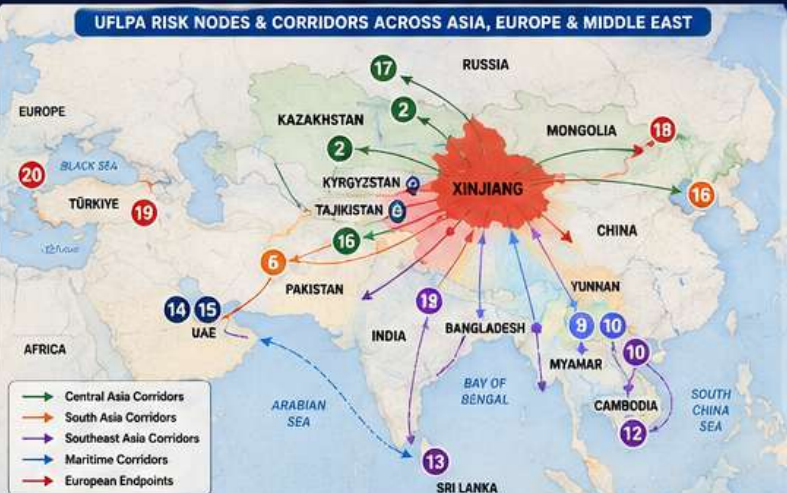 UFLPA RISK NODES & CORRIDORS ACROSS ASIA, EUROPE & MIDDLE EAST
17
RUSSIA
EUROPE
2
KAZAKHSTAN
MONGOLIA
18
2
BLACK SEA
20
KYRGYZSTAN
XINJIANG
16
TÜRKIYE
19
TAJIKISTAN
16
CHINA
6
PAKISTAN
YUNNAN
14 15
19
UAE
INDIA
BANGLADESH
9 10
AFRICA
10
MYAMAR
ARABIAN
SEA
BAY OF
BENGAL
CAMBODIA
SOUTH
CHINA
SEA
12
13
SRI LANKA
Central Asia Corridors
South Asia Corridors
Southeast Asia Corridors
Maritime Corridors
European Endpoints